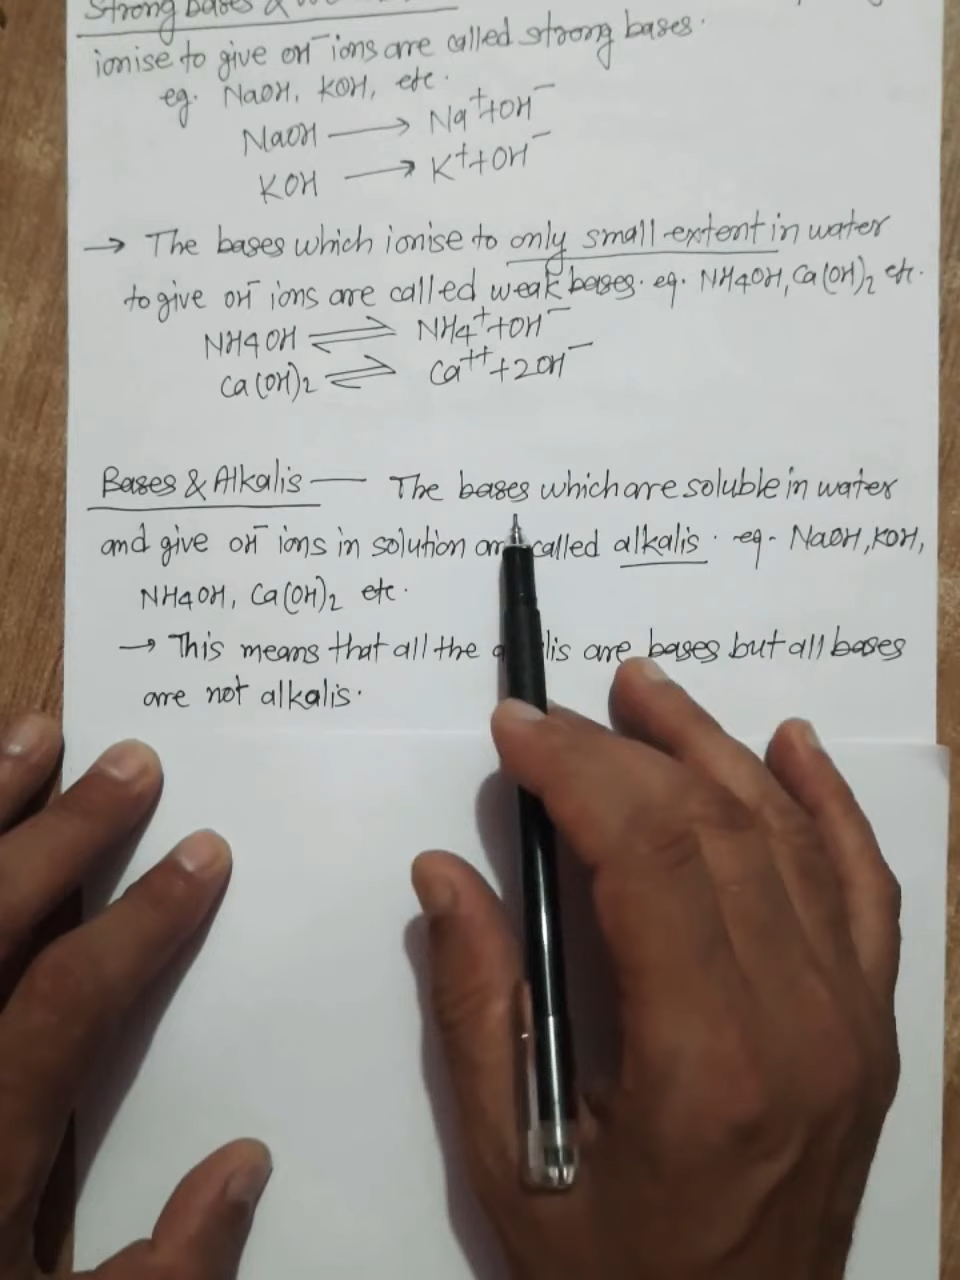 Strong Bases &
ionise to give OH⁻ ions are called strong bases.
eg. NaOH, KOH, etc.
NaOH ⟶ Na⁺+OH⁻
KOH ⟶ K⁺+OH⁻
→ The bases which ionise to only small extent in water
to give OH⁻ ions are called weak bases. eg. NH4OH, Ca(OH)₂ etc.
NH4OH ⇌ NH4⁺+OH⁻
Ca(OH)₂ ⇌ Ca⁺⁺+2OH⁻
Bases & Alkalis — The bases which are soluble in water
and give OH⁻ ions in solution are called alkalis. eg- NaOH, KOH,
NH4OH, Ca(OH)₂ etc.
→ This means that all the are bases but all bases
are not alkalis.